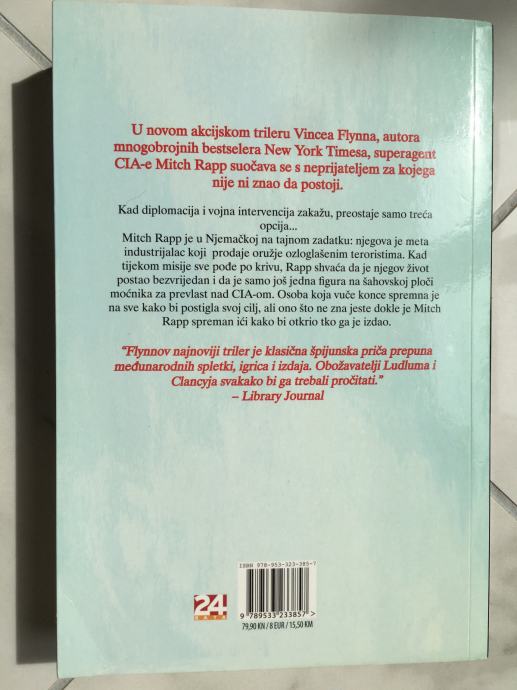 U novom akcijskom trileru Vincea Flynna, autora
mnogobrojnih bestselera New York Timesa, superagent
CIA-e Mitch Rapp suočava se s neprijateljem za kojega
nije ni znao da postoji.
Kad diplomacija i vojna intervencija zakažu, preostaje samo treća
opcija...
Mitch Rapp je u Njemačkoj na tajnom zadatku: njegova je meta
industrijalac koji prodaje oružje ozloglašenim teroristima. Kad
tijekom misije sve pođe po krivu, Rapp shvaća da je njegov život
postao bezvrijedan i da je samo još jedna figura na šahovskoj ploči
moćnika za prevlast nad CIA-om. Osoba koja vuče konce spremna je
na sve kako bi postigla svoj cilj, ali ono što ne zna jeste dokle je Mitch
Rapp spreman ići kako bi otkrio tko ga je izdao.
“Flynnov najnoviji triler je klasična špijunska priča prepuna
međunarodnih spletki, igrica i izdaja. Obožavatelji Ludluma i
Clancyja svakako bi ga trebali pročitati.”
– Library Journal
ISBN 978-953-323-385-7
9 789533 233857 >
24
SATA
79,90 KN / 8 EUR / 15,50 KM